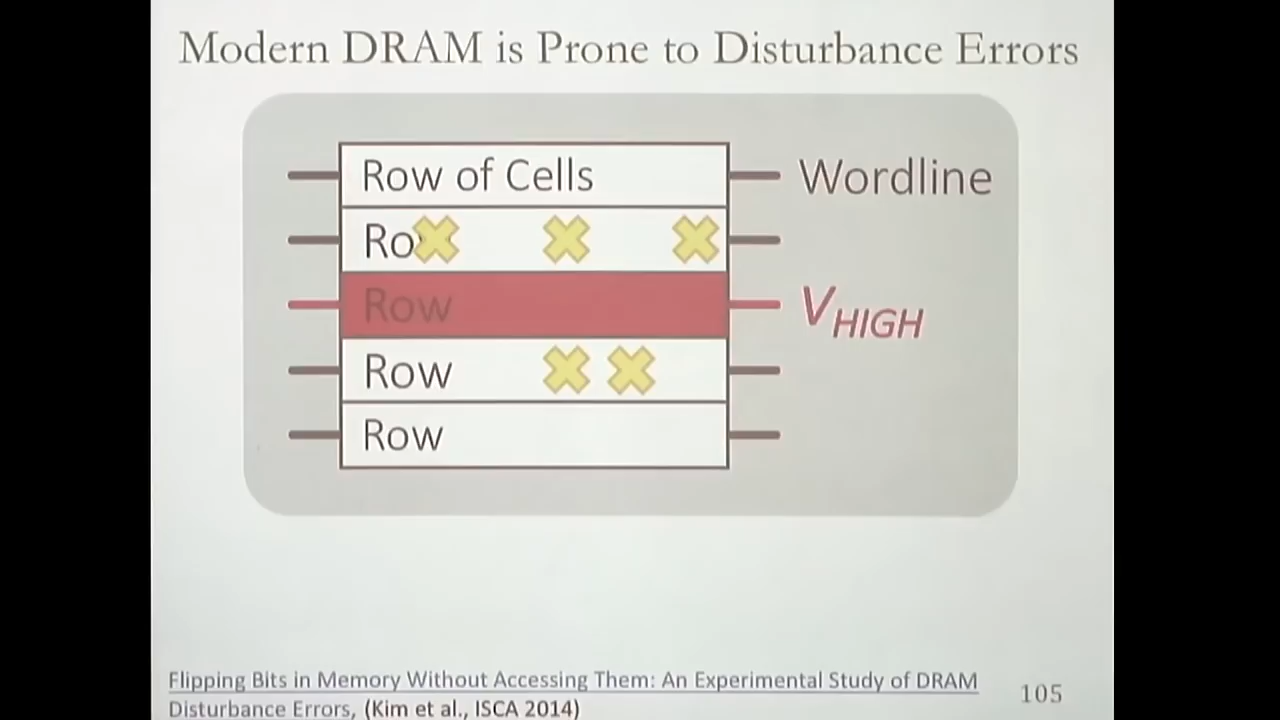 Modern DRAM is Prone to Disturbance Errors
Row of Cells
Wordline
Ro
Row
VHIGH
Row
Row
Flipping Bits in Memory Without Accessing Them: An Experimental Study of DRAM
Disturbance Errors, (Kim et al., ISCA 2014)
105